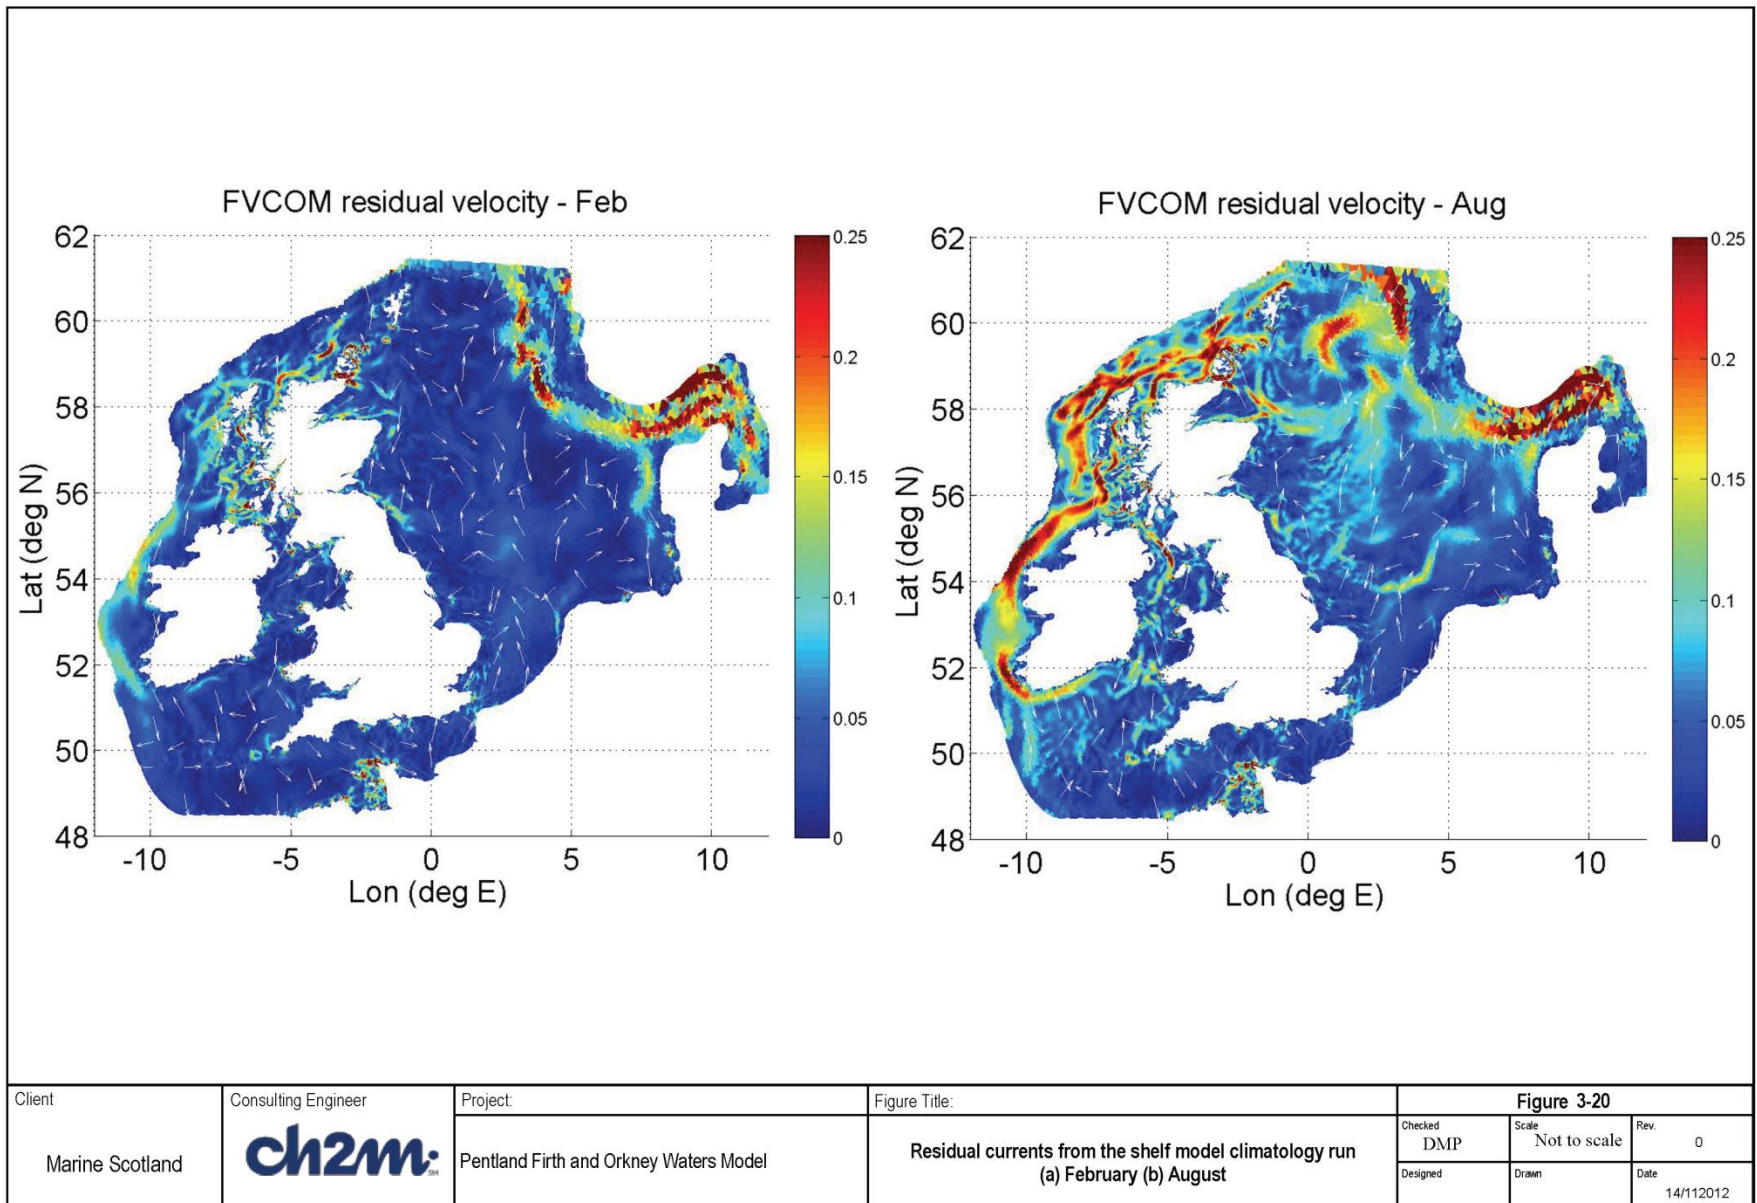 FVCOM residual velocity - Feb
62
60
58
56
54
52
50
48
Lat (deg N)
-10
-5
0
5
10
Lon (deg E)
0.25
0.2
0.15
0.1
0.05
0
FVCOM residual velocity - Aug
62
60
58
56
54
52
50
48
Lat (deg N)
-10
-5
0
5
10
Lon (deg E)
0.25
0.2
0.15
0.1
0.05
0
Client
Marine Scotland
Consulting Engineer
ch2m:
SM
Project:
Pentland Firth and Orkney Waters Model
Figure Title:
Residual currents from the shelf model climatology run
(a) February (b) August
Figure 3-20
Checked
DMP
Scale
Not to scale
Rev.
0
Designed
Drawn
Date
14/112012